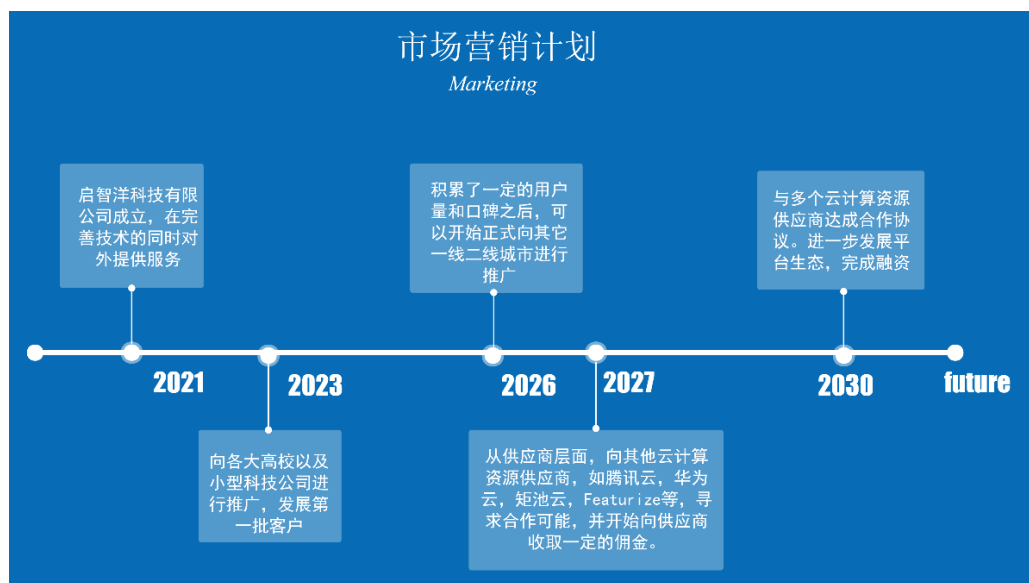 市场营销计划
Marketing
启智洋科技有限
公司成立，在完
善技术的同时对
外提供服务
积累了一定的用户
量和口碑之后，可
以开始正式向其它
一线二线城市进行
推广
与多个云计算资源
供应商达成合作协
议。进一步发展平
台生态，完成融资
2021
2023
2026
2027
2030
future
向各大高校以及
小型科技公司进
行推广，发展第
一批客户
从供应商层面，向其他云计算
资源供应商，如腾讯云，华为
云，矩池云，Featurize等，寻
求合作可能，并开始向供应商
收取一定的佣金。